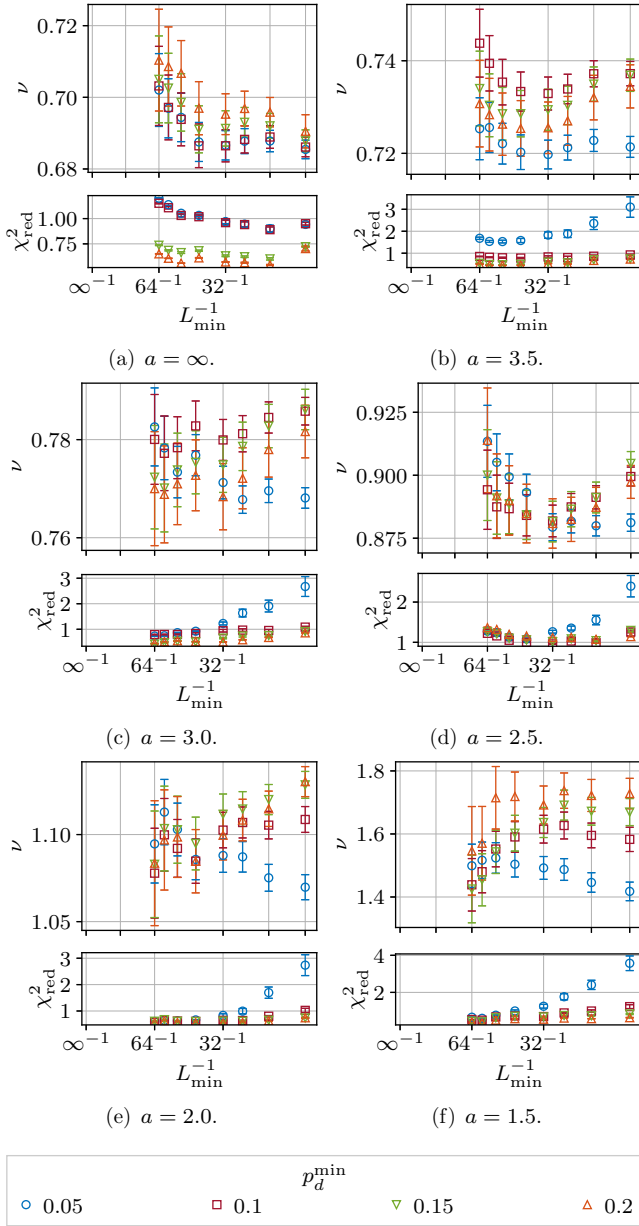 0.72
0.70
0.68
ν
1.00
0.75
χ²red
∞⁻¹ 64⁻¹ 32⁻¹
L⁻¹min
(a) a = ∞.
0.74
0.72
ν
3
2
1
χ²red
∞⁻¹ 64⁻¹ 32⁻¹
L⁻¹min
(b) a = 3.5.
0.78
0.76
ν
3
2
1
χ²red
∞⁻¹ 64⁻¹ 32⁻¹
L⁻¹min
(c) a = 3.0.
0.925
0.900
0.875
ν
2
1
χ²red
∞⁻¹ 64⁻¹ 32⁻¹
L⁻¹min
(d) a = 2.5.
1.10
1.05
ν
3
2
1
χ²red
∞⁻¹ 64⁻¹ 32⁻¹
L⁻¹min
(e) a = 2.0.
1.8
1.6
1.4
ν
4
2
χ²red
∞⁻¹ 64⁻¹ 32⁻¹
L⁻¹min
(f) a = 1.5.
p_d^min
0.05 0.1 0.15 0.2